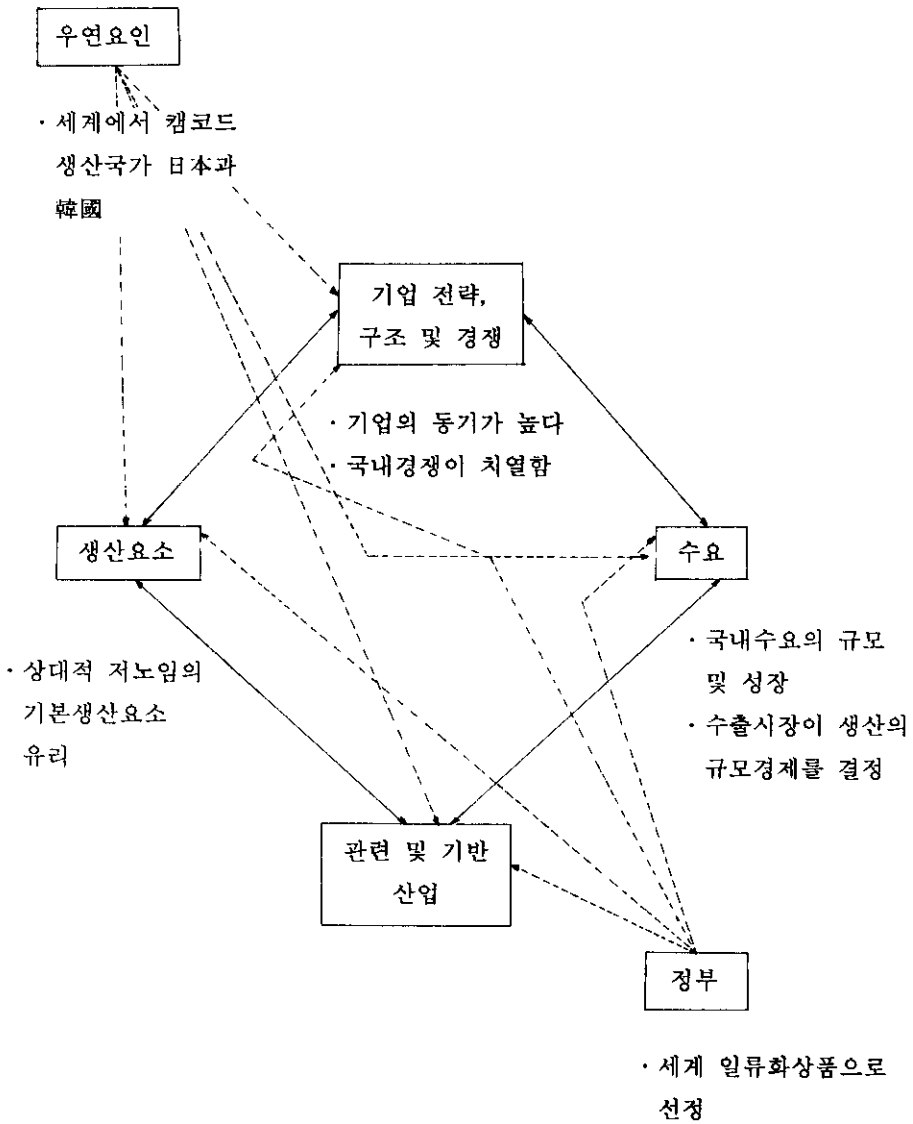 우연요인
· 세계에서 캠코드
생산국가 日本과
韓國
기업 전략,
구조 및 경쟁
· 기업의 동기가 높다
· 국내경쟁이 치열함
생산요소
수요
· 상대적 저노임의
기본생산요소
유리
· 국내수요의 규모
및 성장
· 수출시장이 생산의
규모경제를 결정
관련 및 기반
산업
정부
· 세계 일류화상품으로
선정